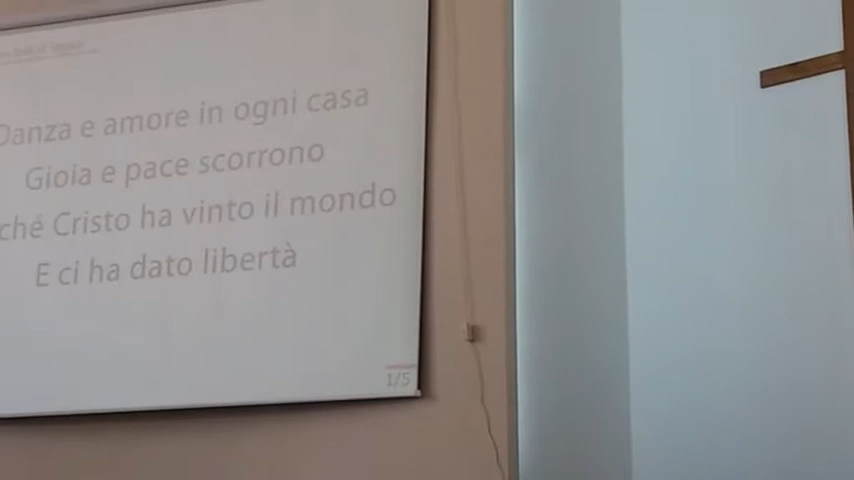 Danza e amore in ogni casa
Gioia e pace scorrono
ché Cristo ha vinto il mondo
E ci ha dato libertà
1/5